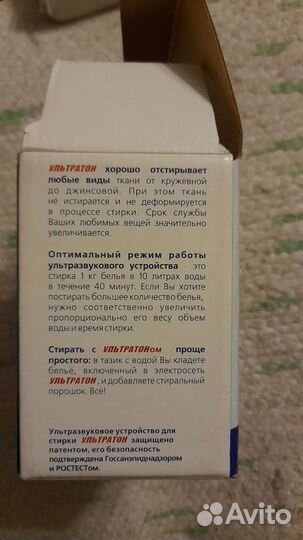 УЛЬТРАТОН хорошо отстирывает
любые виды ткани от кружевной
до джинсовой. При этом ткань
не истирается и не деформируется
в процессе стирки. Срок службы
Ваших любимых вещей значительно
увеличивается.
Оптимальный режим работы
ультразвукового устройства - это
стирка 1 кг белья в 10 литрах воды
в течение 40 минут. Если Вы хотите
постирать большее количество белья,
нужно соответственно увеличить
пропорционально его весу объем
воды и время стирки.
Стирать с УЛЬТРАТОНом проще
простого: в тазик с водой Вы кладете
бельё, включенный в электросеть
УЛЬТРАТОН, и добавляете стиральный
порошок. Всё!
Ультразвуковое устройство для
стирки УЛЬТРАТОН защищено
патентом, его безопасность
подтверждена Госсанэпиднадзором
и РОСТЕСТом.
Avito